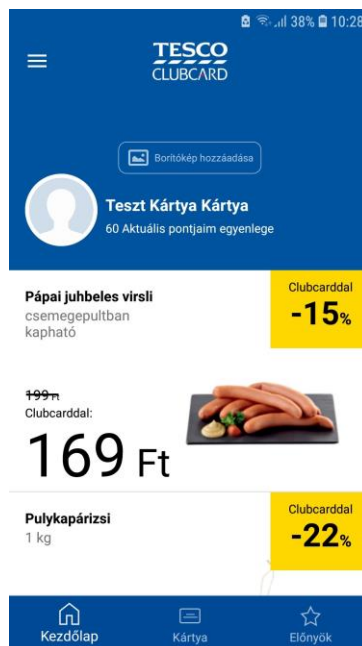 38% 10:28
TESCO
CLUBCARD
Borítókép hozzáadása
Teszt Kártya Kártya
60 Aktuális pontjaim egyenlege
Pápai juhbeles virsli
csemegepultban
kapható
Clubcarddal
-15%
199 Ft
Clubcarddal:
169 Ft
Pulykapárizsi
1 kg
Clubcarddal
-22%
Kezdőlap
Kártya
Előnyök